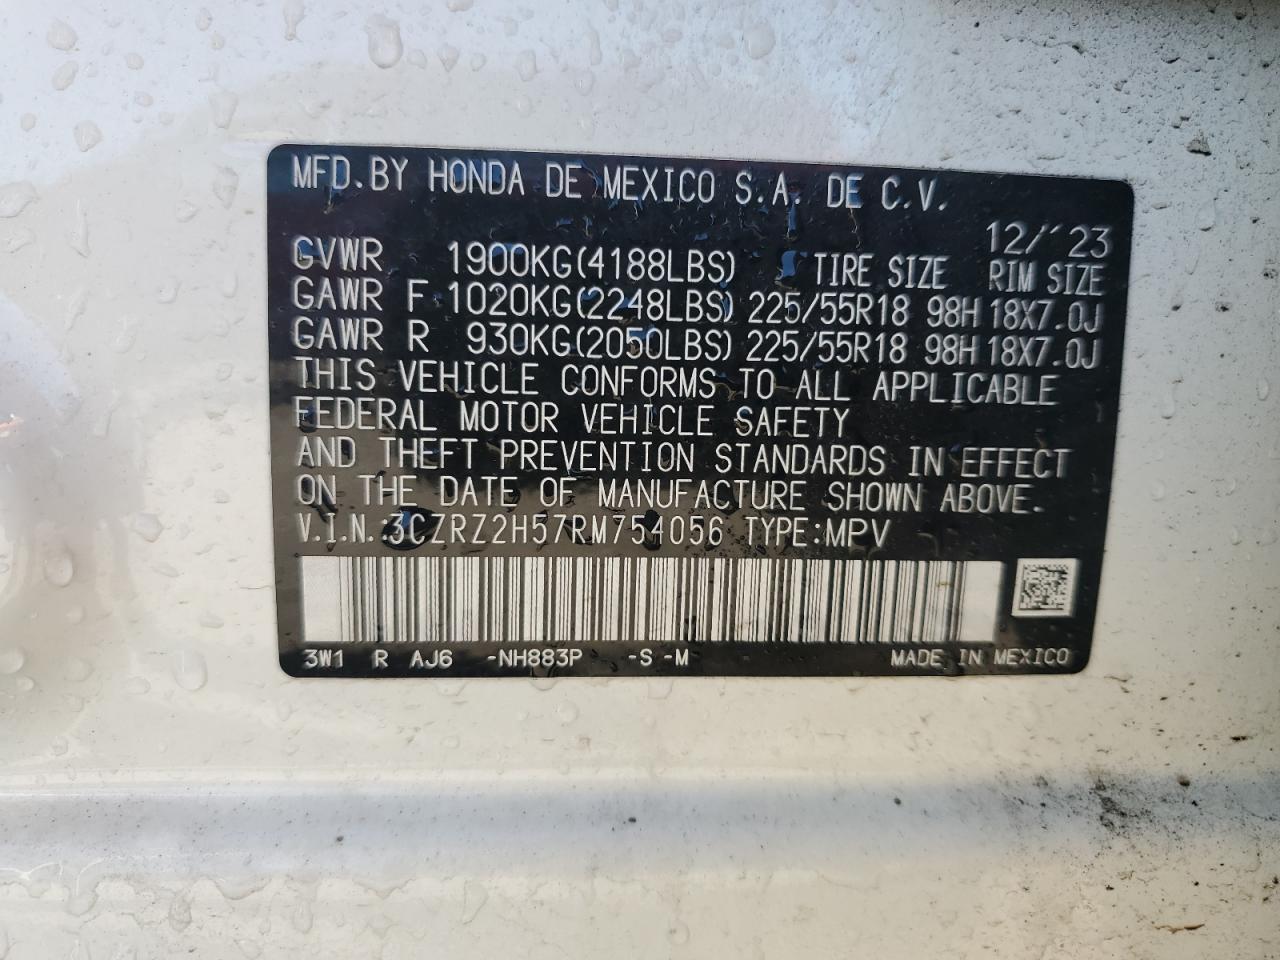 MFD.BY HONDA DE MEXICO S.A. DE C.V.
12/'23
GVWR 1900KG(4188LBS) TIRE SIZE RIM SIZE
GAWR F 1020KG(2248LBS) 225/55R18 98H 18X7.0J
GAWR R 930KG(2050LBS) 225/55R18 98H 18X7.0J
THIS VEHICLE CONFORMS TO ALL APPLICABLE
FEDERAL MOTOR VEHICLE SAFETY
AND THEFT PREVENTION STANDARDS IN EFFECT
ON THE DATE OF MANUFACTURE SHOWN ABOVE.
V.I.N.:3CZRZ2H57RM754056 TYPE:MPV
3W1 R AJ6 -NH883P -S -M MADE IN MEXICO